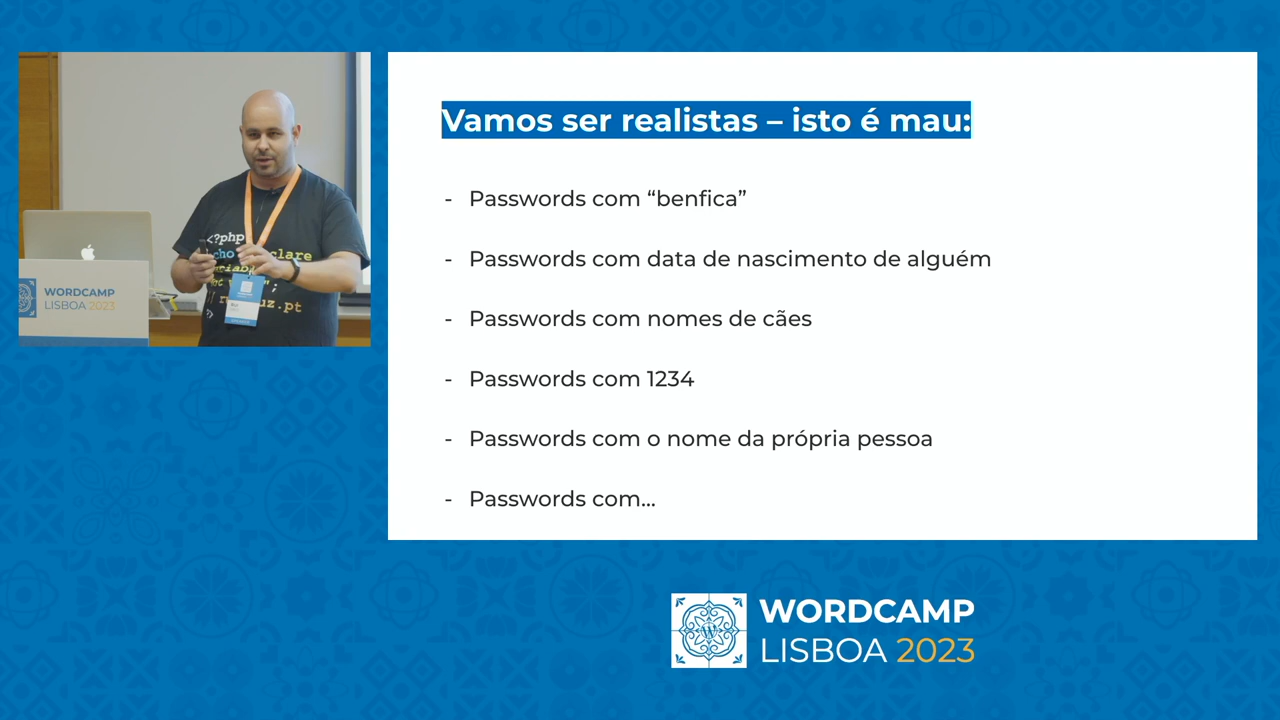 Vamos ser realistas – isto é mau:
- Passwords com “benfica”
- Passwords com data de nascimento de alguém
- Passwords com nomes de cães
- Passwords com 1234
- Passwords com o nome da própria pessoa
- Passwords com...
<?php
WORDCAMP
LISBOA 2023
WORDCAMP
LISBOA 2023